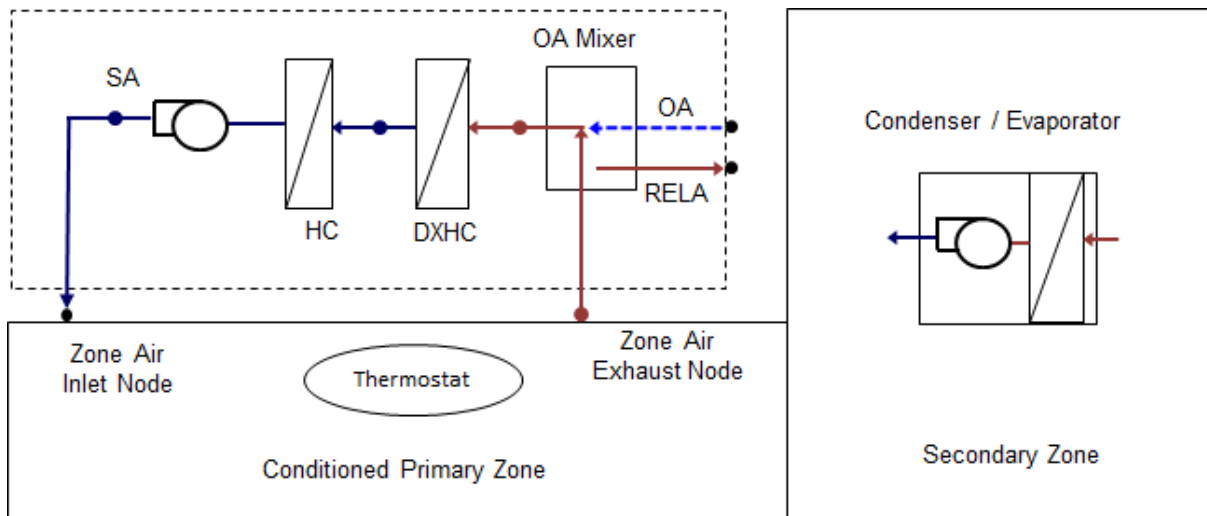 OA Mixer
SA
OA
RELA
HC
DXHC
Condenser / Evaporator
Zone Air
Inlet Node
Thermostat
Zone Air
Exhaust Node
Conditioned Primary Zone
Secondary Zone